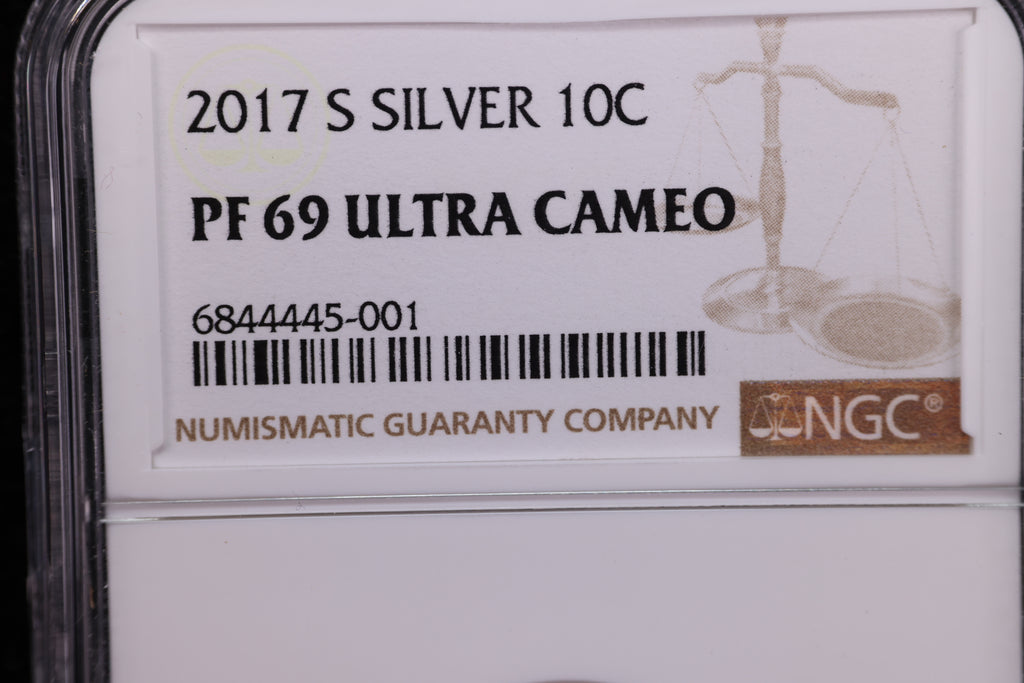 2017 S SILVER 10C
PF 69 ULTRA CAMEO
6844445-001
NUMISMATIC GUARANTY COMPANY
NGC®